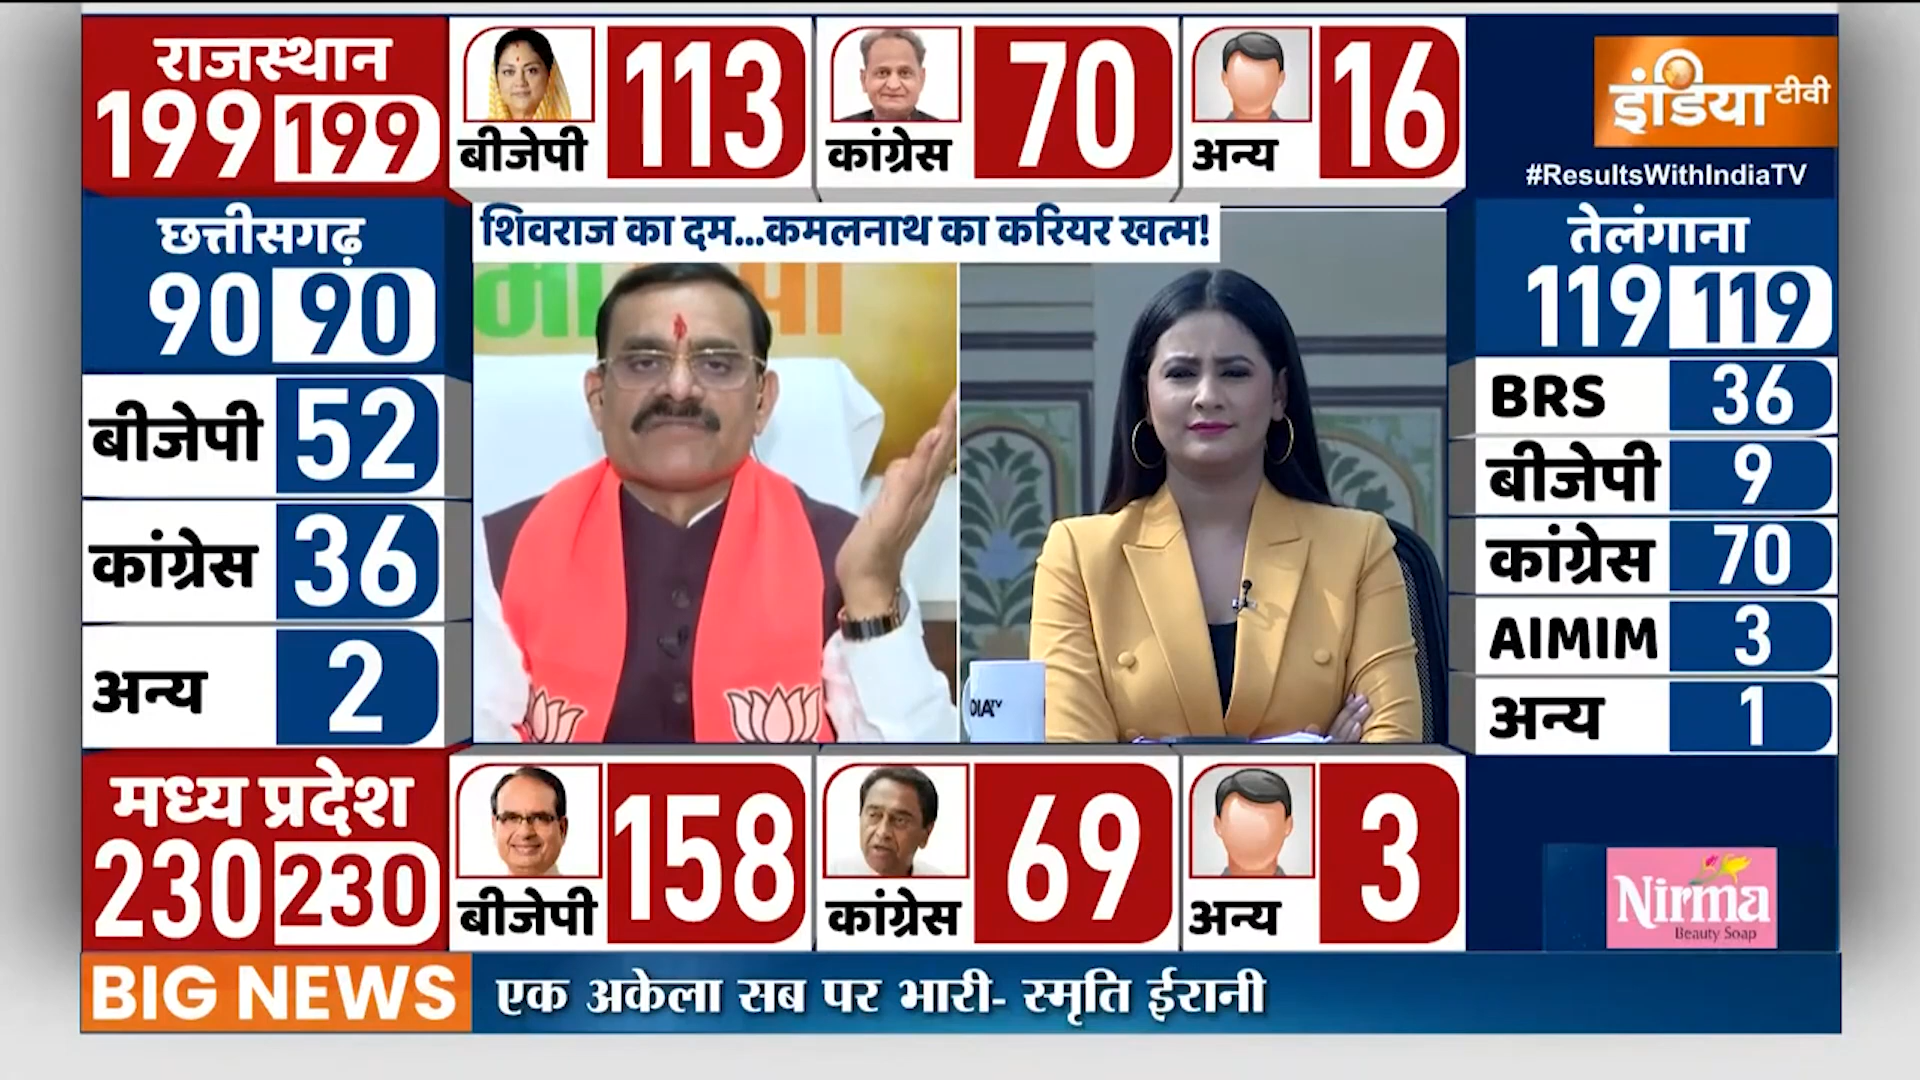 राजस्थान
199 199
बीजेपी 113
कांग्रेस 70
अन्य 16
इंडिया टीवी
#ResultsWithIndiaTV
छत्तीसगढ़
90 90
बीजेपी 52
कांग्रेस 36
अन्य 2
शिवराज का दम...कमलनाथ का करियर खत्म!
तेलंगाना
119 119
BRS 36
बीजेपी 9
कांग्रेस 70
AIMIM 3
अन्य 1
मध्य प्रदेश
230 230
बीजेपी 158
कांग्रेस 69
अन्य 3
Nirma
Beauty Soap
BIG NEWS
एक अकेला सब पर भारी- स्मृति ईरानी